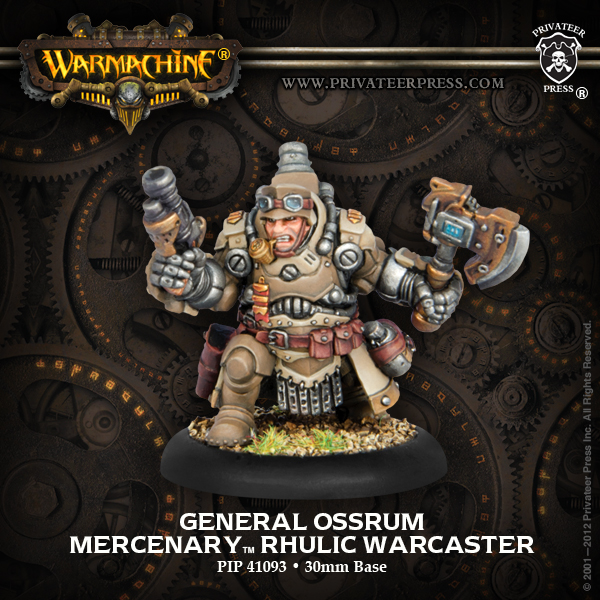 WARMACHINE®
PRIVATEER
PRESS®
WWW.PRIVATEERPRESS.COM
GENERAL OSSRUM
MERCENARY™ RHULIC WARCASTER
PIP 41093 • 30mm Base
© 2001–2012 Privateer Press Inc. All Rights Reserved.